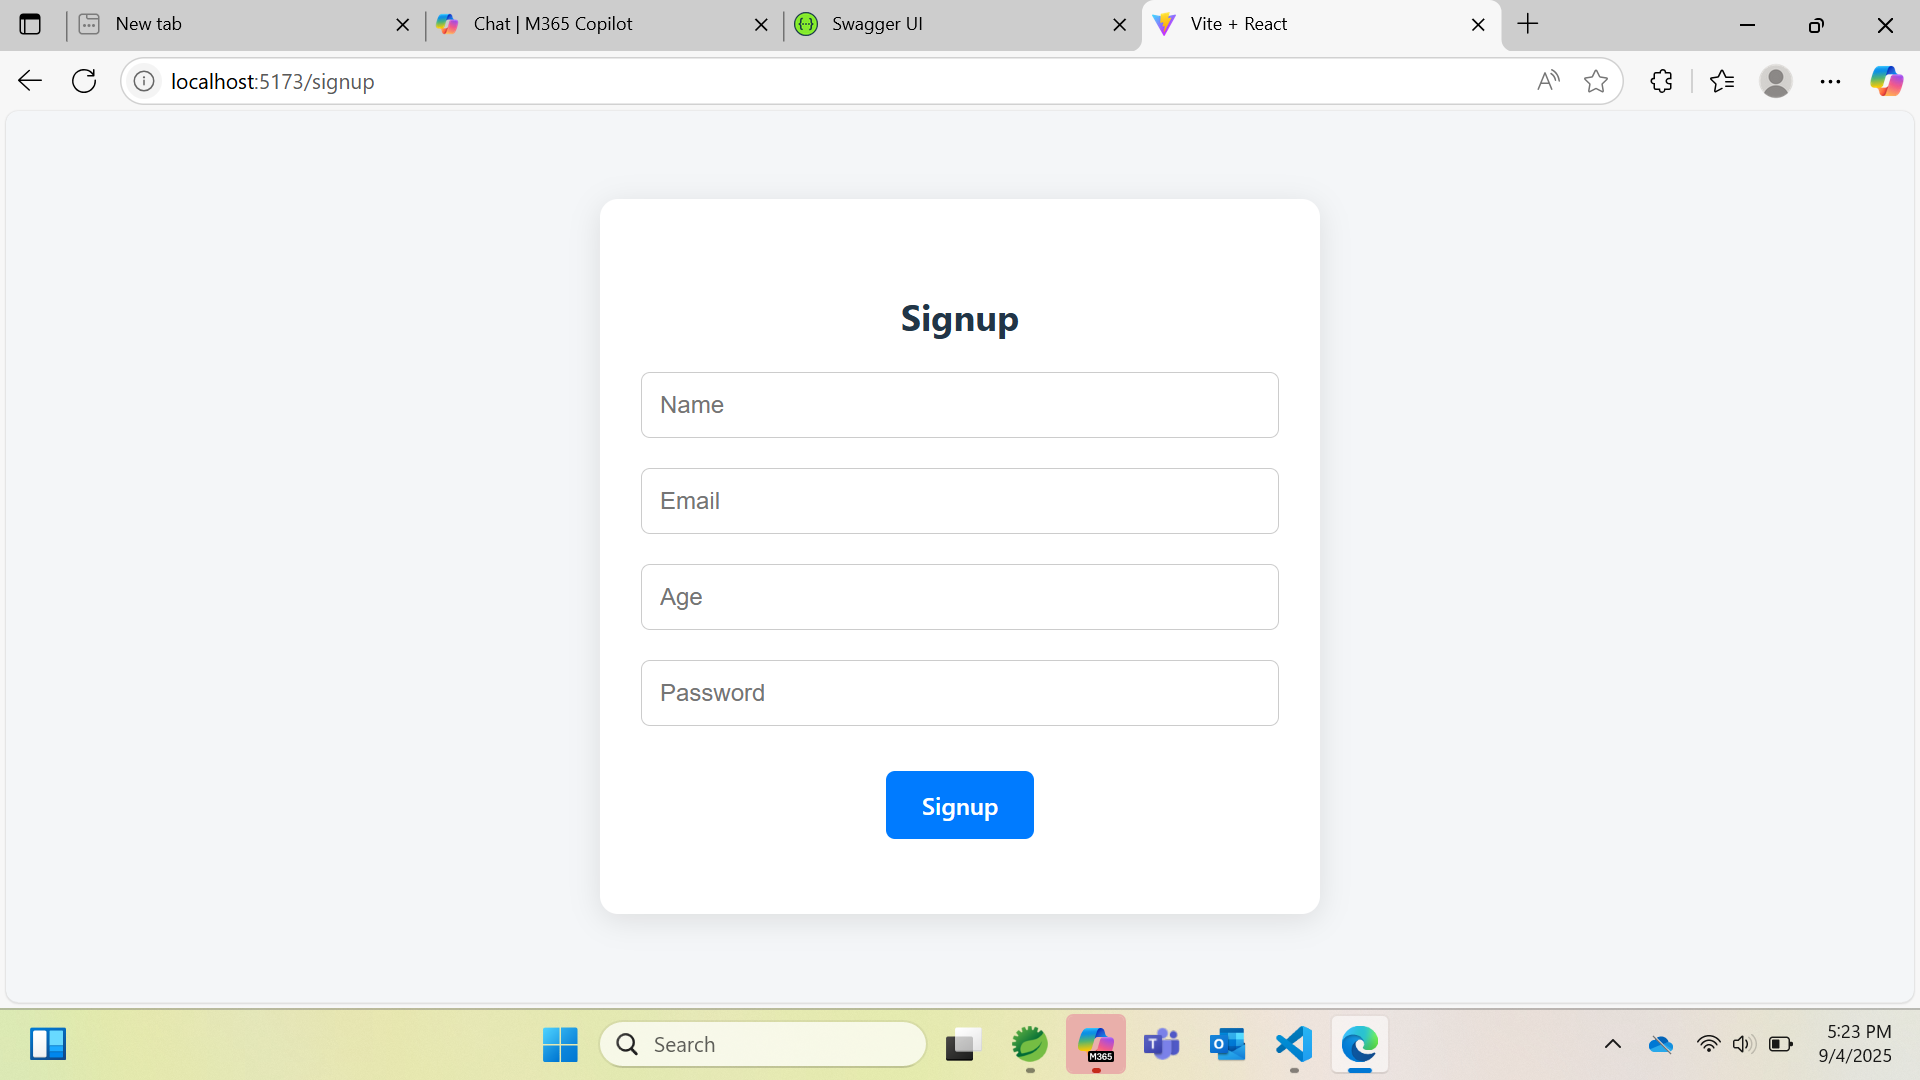 New tab
Chat | M365 Copilot
Swagger UI
Vite + React
localhost:5173/signup
Signup
Name
Email
Age
Password
Signup
Search
M365
5:23 PM
9/4/2025